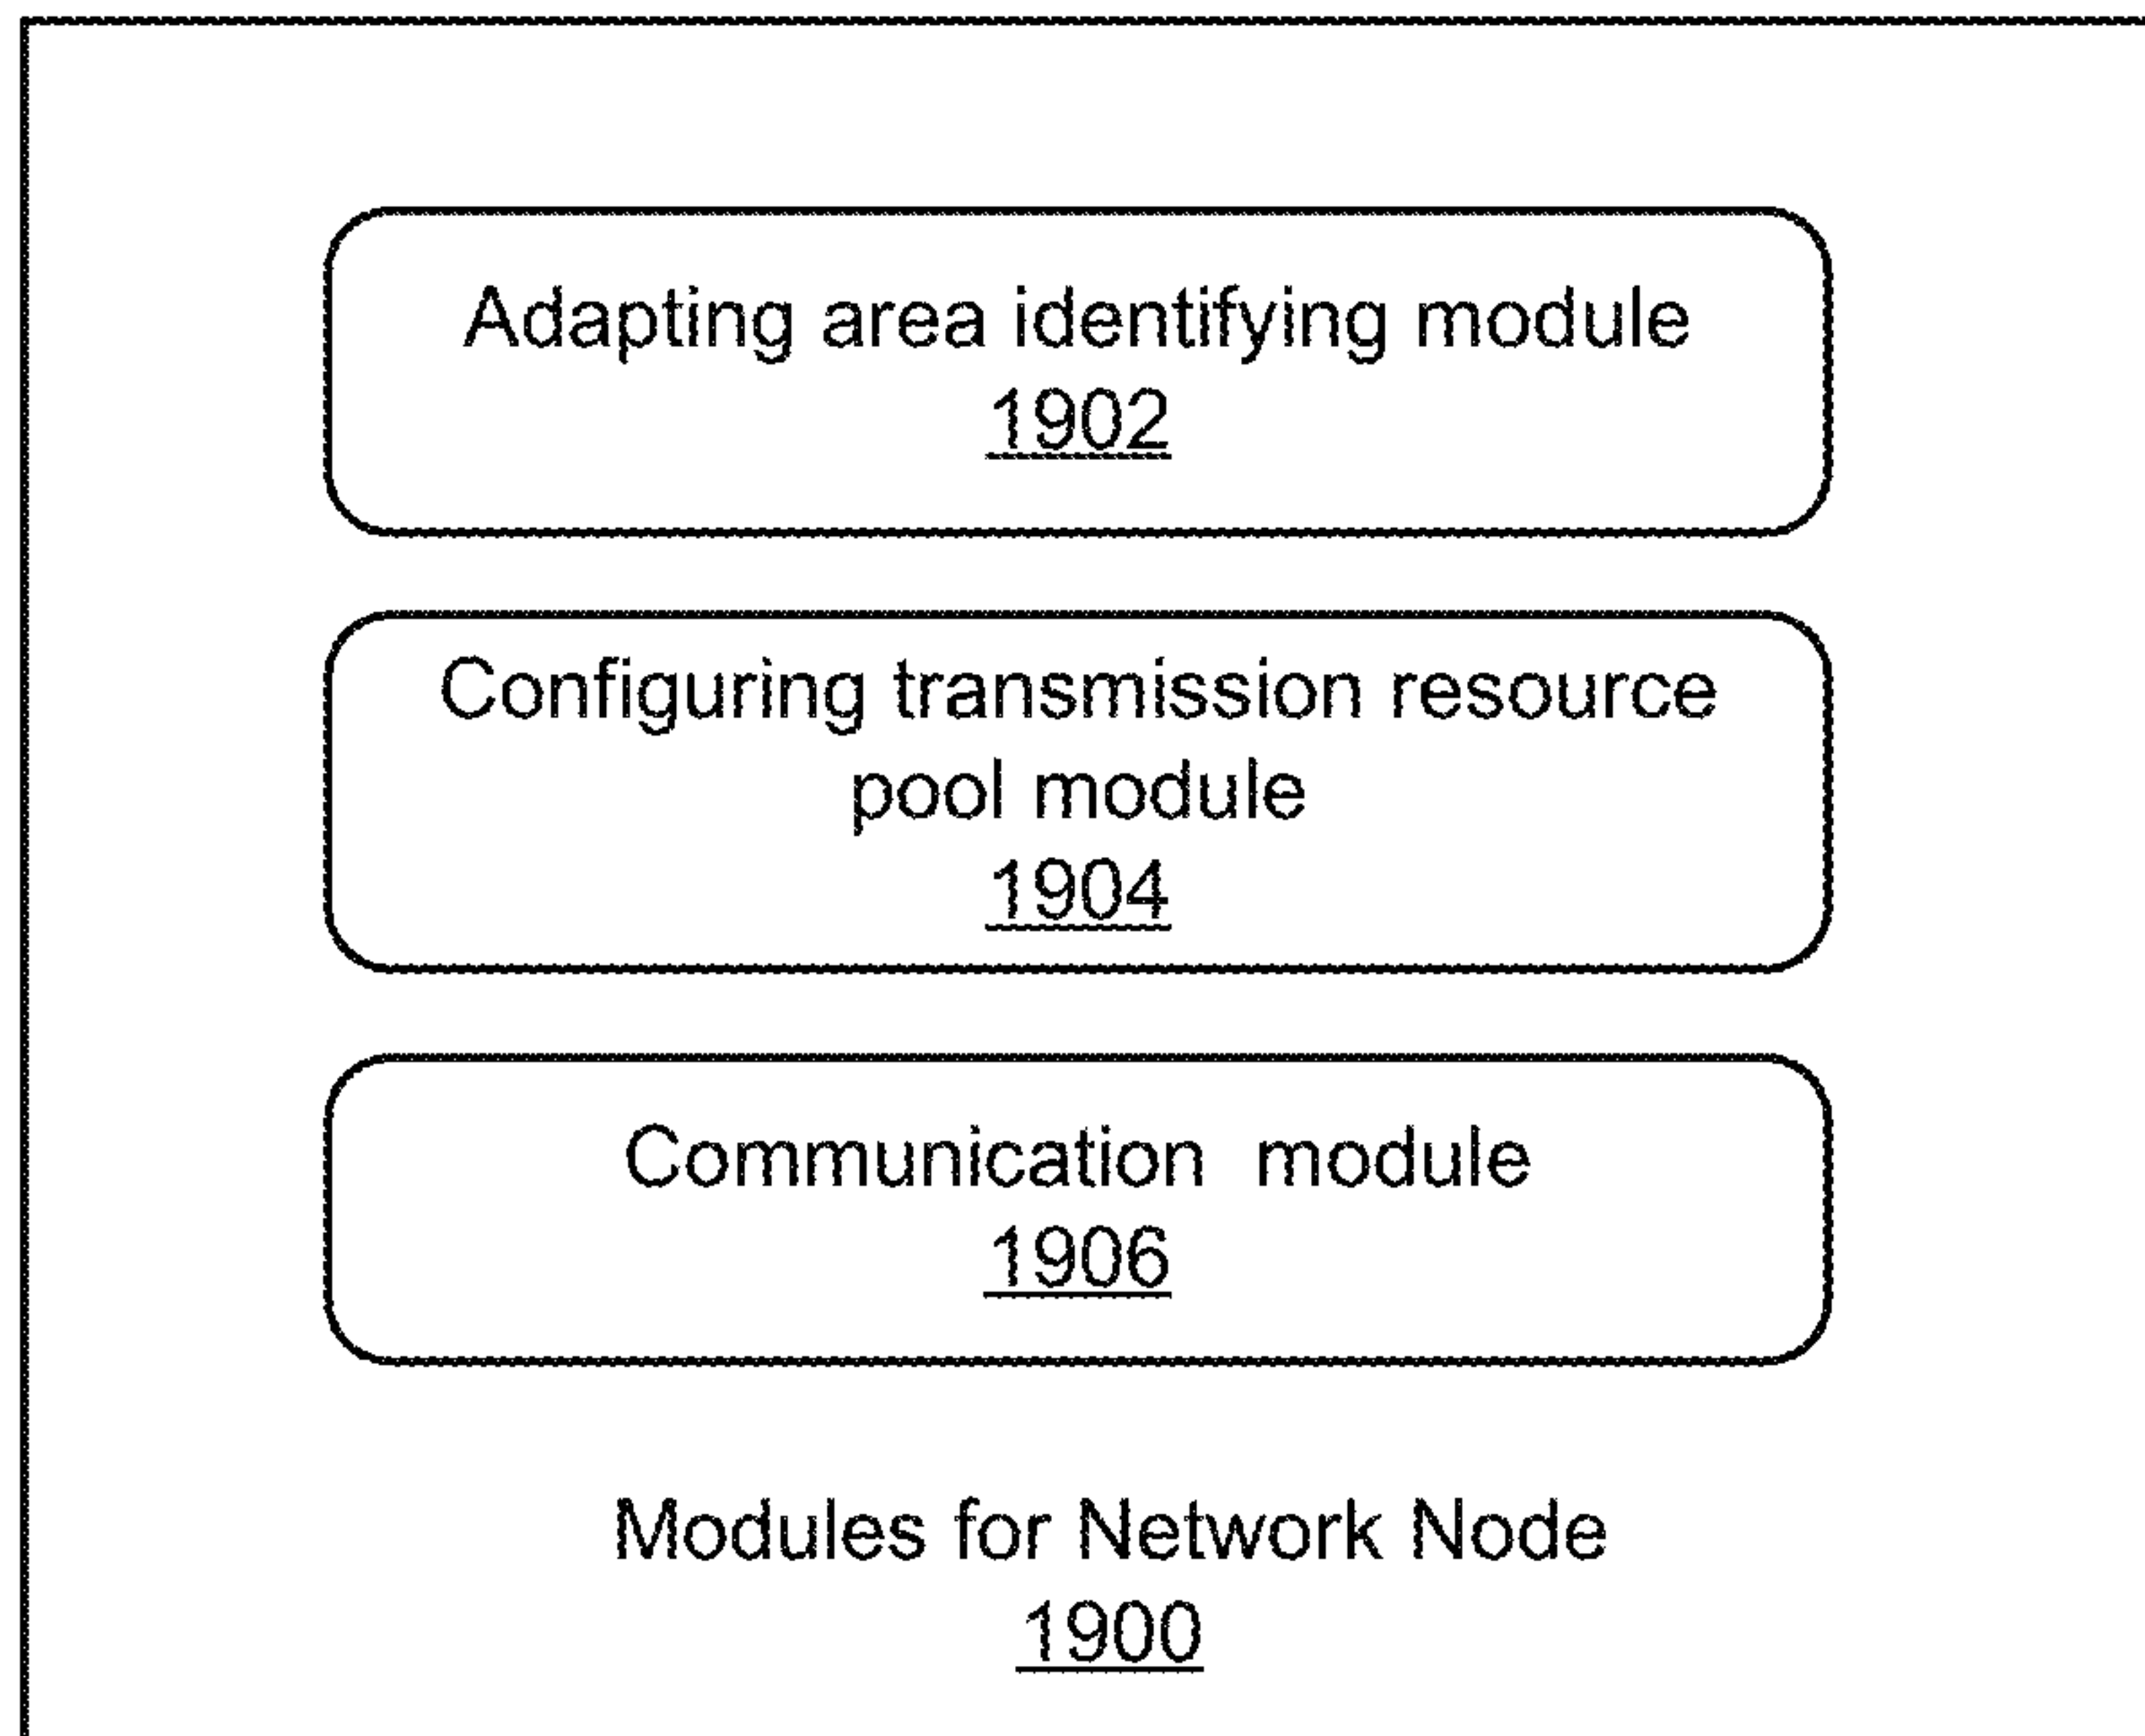 Adapting area identifying module
1902
Configuring transmission resource
pool module
1904
Communication module
1906
Modules for Network Node
1900